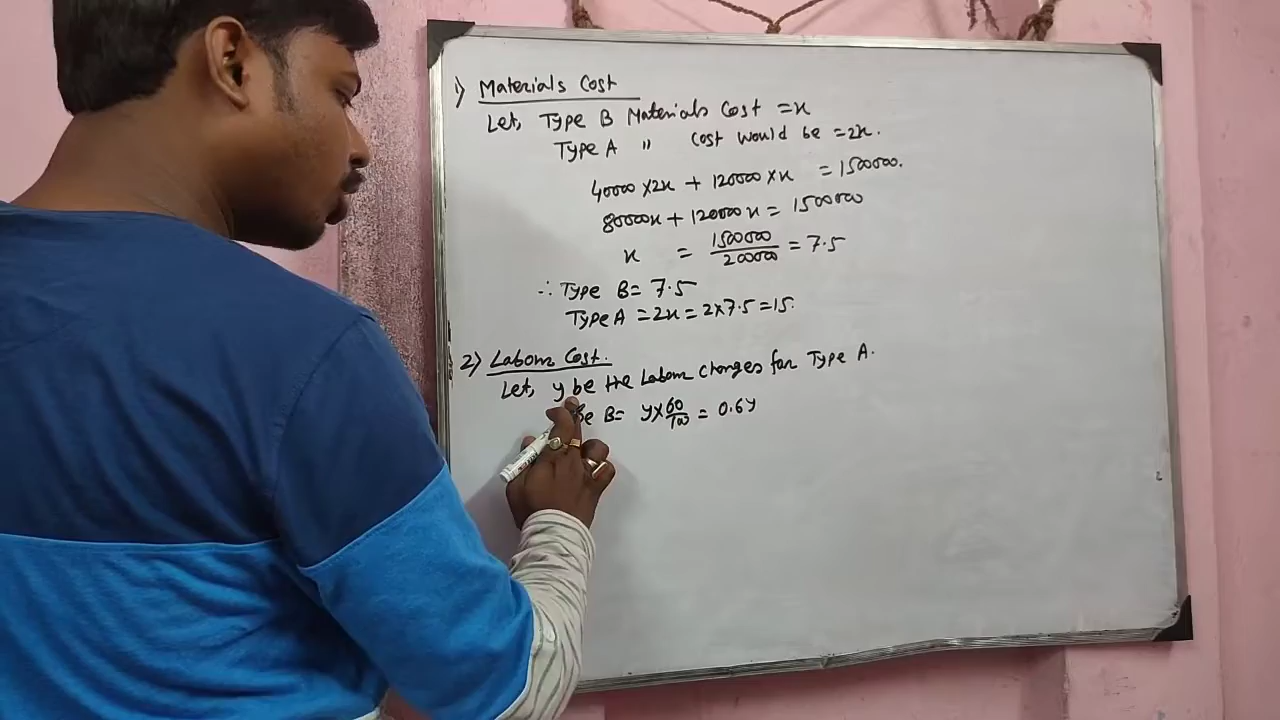 1) Materials Cost
Let, Type B Materials Cost = x
Type A " Cost would be = 2x.
40000 × 2x + 120000 × x = 1500000.
80000x + 120000x = 1500000
x = 1500000/200000 = 7.5
∴ Type B = 7.5
Type A = 2x = 2×7.5 = 15.
2) Labour Cost.
Let, y be the Labour charges for Type A.
B = y × 60/100 = 0.6y